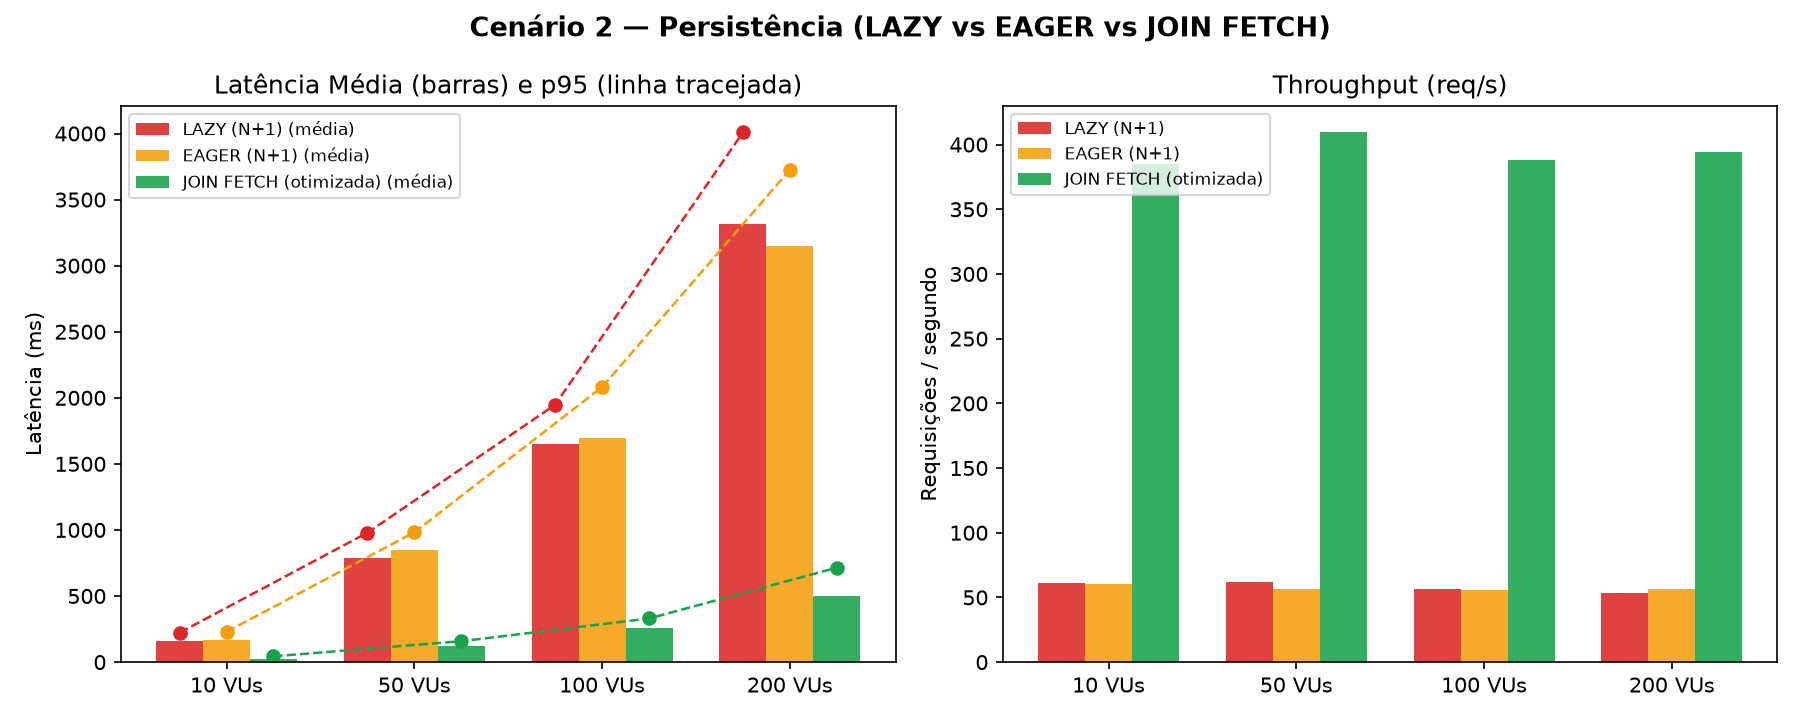 Cenário 2 — Persistência (LAZY vs EAGER vs JOIN FETCH)
Latência Média (barras) e p95 (linha tracejada)
LAZY (N+1) (média)
EAGER (N+1) (média)
JOIN FETCH (otimizada) (média)
Latência (ms)
4000
3500
3000
2500
2000
1500
1000
500
0
10 VUs
50 VUs
100 VUs
200 VUs
Throughput (req/s)
LAZY (N+1)
EAGER (N+1)
JOIN FETCH (otimizada)
Requisições / segundo
400
350
300
250
200
150
100
50
0
10 VUs
50 VUs
100 VUs
200 VUs